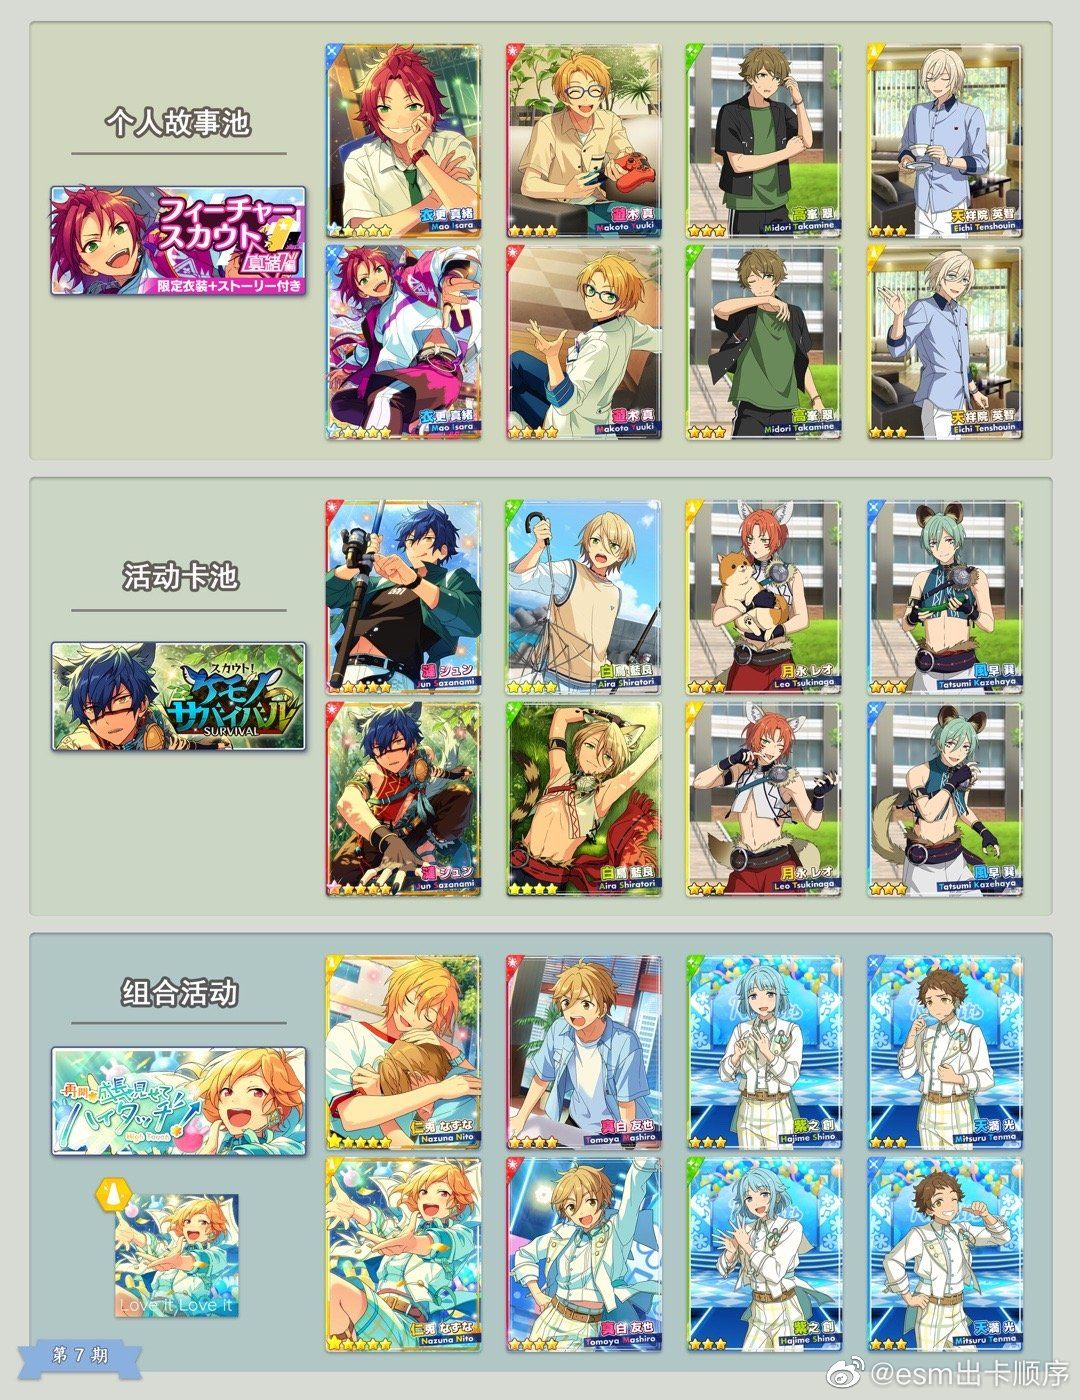 个人故事池
フィーチャー
スカウト
真緒編
限定衣装+ストーリー付き
衣更 真緒
Mao Isara
遊木 真
Makoto Yuuki
高峯 翠
Midori Takamine
天祥院 英智
Eichi Tenshouin
衣更 真緒
Mao Isara
遊木 真
Makoto Yuuki
高峯 翠
Midori Takamine
天祥院 英智
Eichi Tenshouin
活动卡池
スカウト!
ケモノ
サバイバル
SURVIVAL
漣 ジュン
Jun Sazanami
白鳥 藍良
Aira Shiratori
月永 レオ
Leo Tsukinaga
風早 巽
Tatsumi Kazehaya
漣 ジュン
Jun Sazanami
白鳥 藍良
Aira Shiratori
月永 レオ
Leo Tsukinaga
風早 巽
Tatsumi Kazehaya
组合活动
成長見せて
ハイタッチ!
High Touch
仁兎 なずな
Nazuna Nito
真白 友也
Tomoya Mashiro
紫之 創
Hajime Shino
天満 光
Mitsuru Tenma
仁兎 なずな
Nazuna Nito
真白 友也
Tomoya Mashiro
紫之 創
Hajime Shino
天満 光
Mitsuru Tenma
Love it Love it
第 7 期
@esm出卡顺序